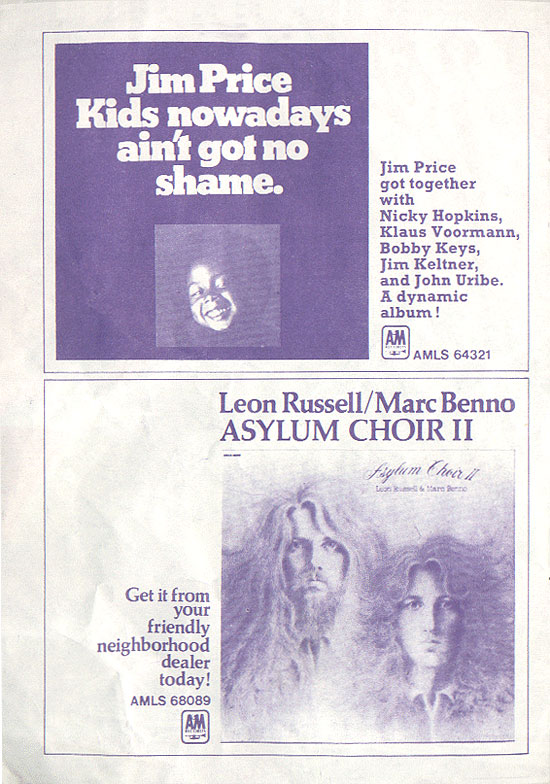 Jim Price
Kids nowadays
ain't got no
shame.
Jim Price
got together
with
Nicky Hopkins,
Klaus Voormann,
Bobby Keys,
Jim Keltner,
and John Uribe.
A dynamic
album!
A&M
RECORDS
AMLS 64321
Leon Russell/Marc Benno
ASYLUM CHOIR II
Asylum Choir II
Leon Russell & Marc Benno
Get it from
your
friendly
neighborhood
dealer
today!
AMLS 68089
A&M
RECORDS